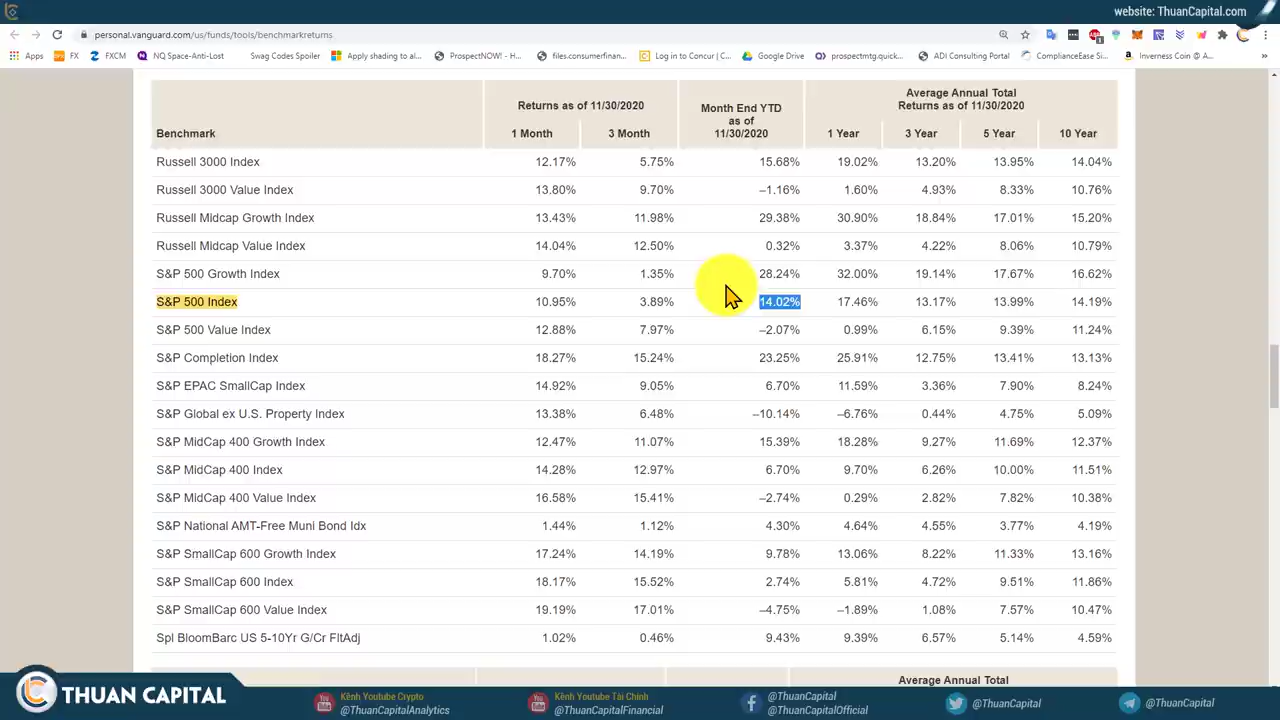 website: ThuanCapital.com
personal.vanguard.com/us/funds/tools/benchmarkreturns
Apps FX FXCM NQ Space-Anti-Lost Swag Codes Spoiler Apply shading to al... ProspectNOW! - H... files.consumerfinan... Log in to Concur | C... Google Drive prospectmtg.quick... ADI Consulting Portal ComplianceEase Si... Inverness Coin @ A...
Benchmark Returns as of 11/30/2020 Month End YTD as of 11/30/2020 Average Annual Total Returns as of 11/30/2020
1 Month 3 Month 1 Year 3 Year 5 Year 10 Year
Russell 3000 Index 12.17% 5.75% 15.68% 19.02% 13.20% 13.95% 14.04%
Russell 3000 Value Index 13.80% 9.70% –1.16% 1.60% 4.93% 8.33% 10.76%
Russell Midcap Growth Index 13.43% 11.98% 29.38% 30.90% 18.84% 17.01% 15.20%
Russell Midcap Value Index 14.04% 12.50% 0.32% 3.37% 4.22% 8.06% 10.79%
S&P 500 Growth Index 9.70% 1.35% 28.24% 32.00% 19.14% 17.67% 16.62%
S&P 500 Index 10.95% 3.89% 14.02% 17.46% 13.17% 13.99% 14.19%
S&P 500 Value Index 12.88% 7.97% –2.07% 0.99% 6.15% 9.39% 11.24%
S&P Completion Index 18.27% 15.24% 23.25% 25.91% 12.75% 13.41% 13.13%
S&P EPAC SmallCap Index 14.92% 9.05% 6.70% 11.59% 3.36% 7.90% 8.24%
S&P Global ex U.S. Property Index 13.38% 6.48% –10.14% –6.76% 0.44% 4.75% 5.09%
S&P MidCap 400 Growth Index 12.47% 11.07% 15.39% 18.28% 9.27% 11.69% 12.37%
S&P MidCap 400 Index 14.28% 12.97% 6.70% 9.70% 6.26% 10.00% 11.51%
S&P MidCap 400 Value Index 16.58% 15.41% –2.74% 0.29% 2.82% 7.82% 10.38%
S&P National AMT-Free Muni Bond Idx 1.44% 1.12% 4.30% 4.64% 4.55% 3.77% 4.19%
S&P SmallCap 600 Growth Index 17.24% 14.19% 9.78% 13.06% 8.22% 11.33% 13.16%
S&P SmallCap 600 Index 18.17% 15.52% 2.74% 5.81% 4.72% 9.51% 11.86%
S&P SmallCap 600 Value Index 19.19% 17.01% –4.75% –1.89% 1.08% 7.57% 10.47%
Spl BloomBarc US 5-10Yr G/Cr FltAdj 1.02% 0.46% 9.43% 9.39% 6.57% 5.14% 4.59%
Average Annual Total
THUAN CAPITAL
Kênh Youtube Crypto
@ThuanCapitalAnalytics
Kênh Youtube Tài Chính
@ThuanCapitalFinancial
@ThuanCapital
@ThuanCapitalOfficial
@ThuanCapital
@ThuanCapital